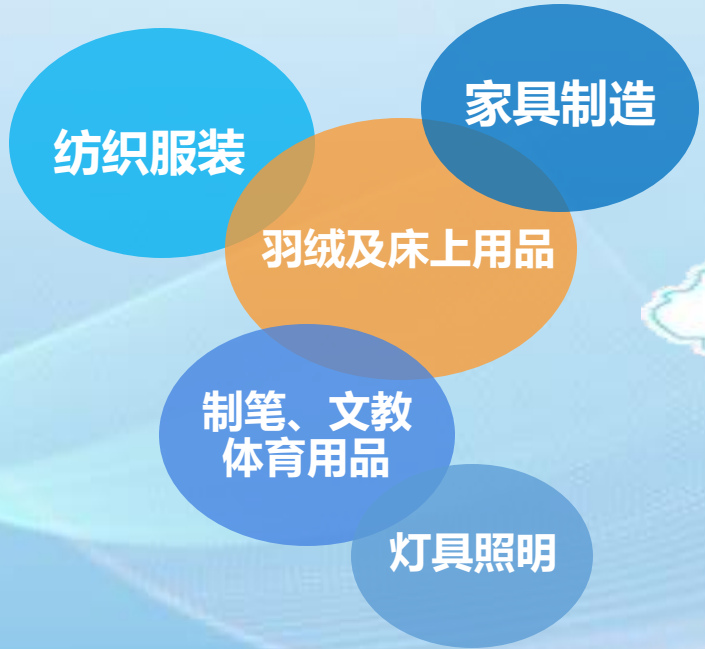 家具制造
纺织服装
羽绒及床上用品
制笔、文教
体育用品
灯具照明